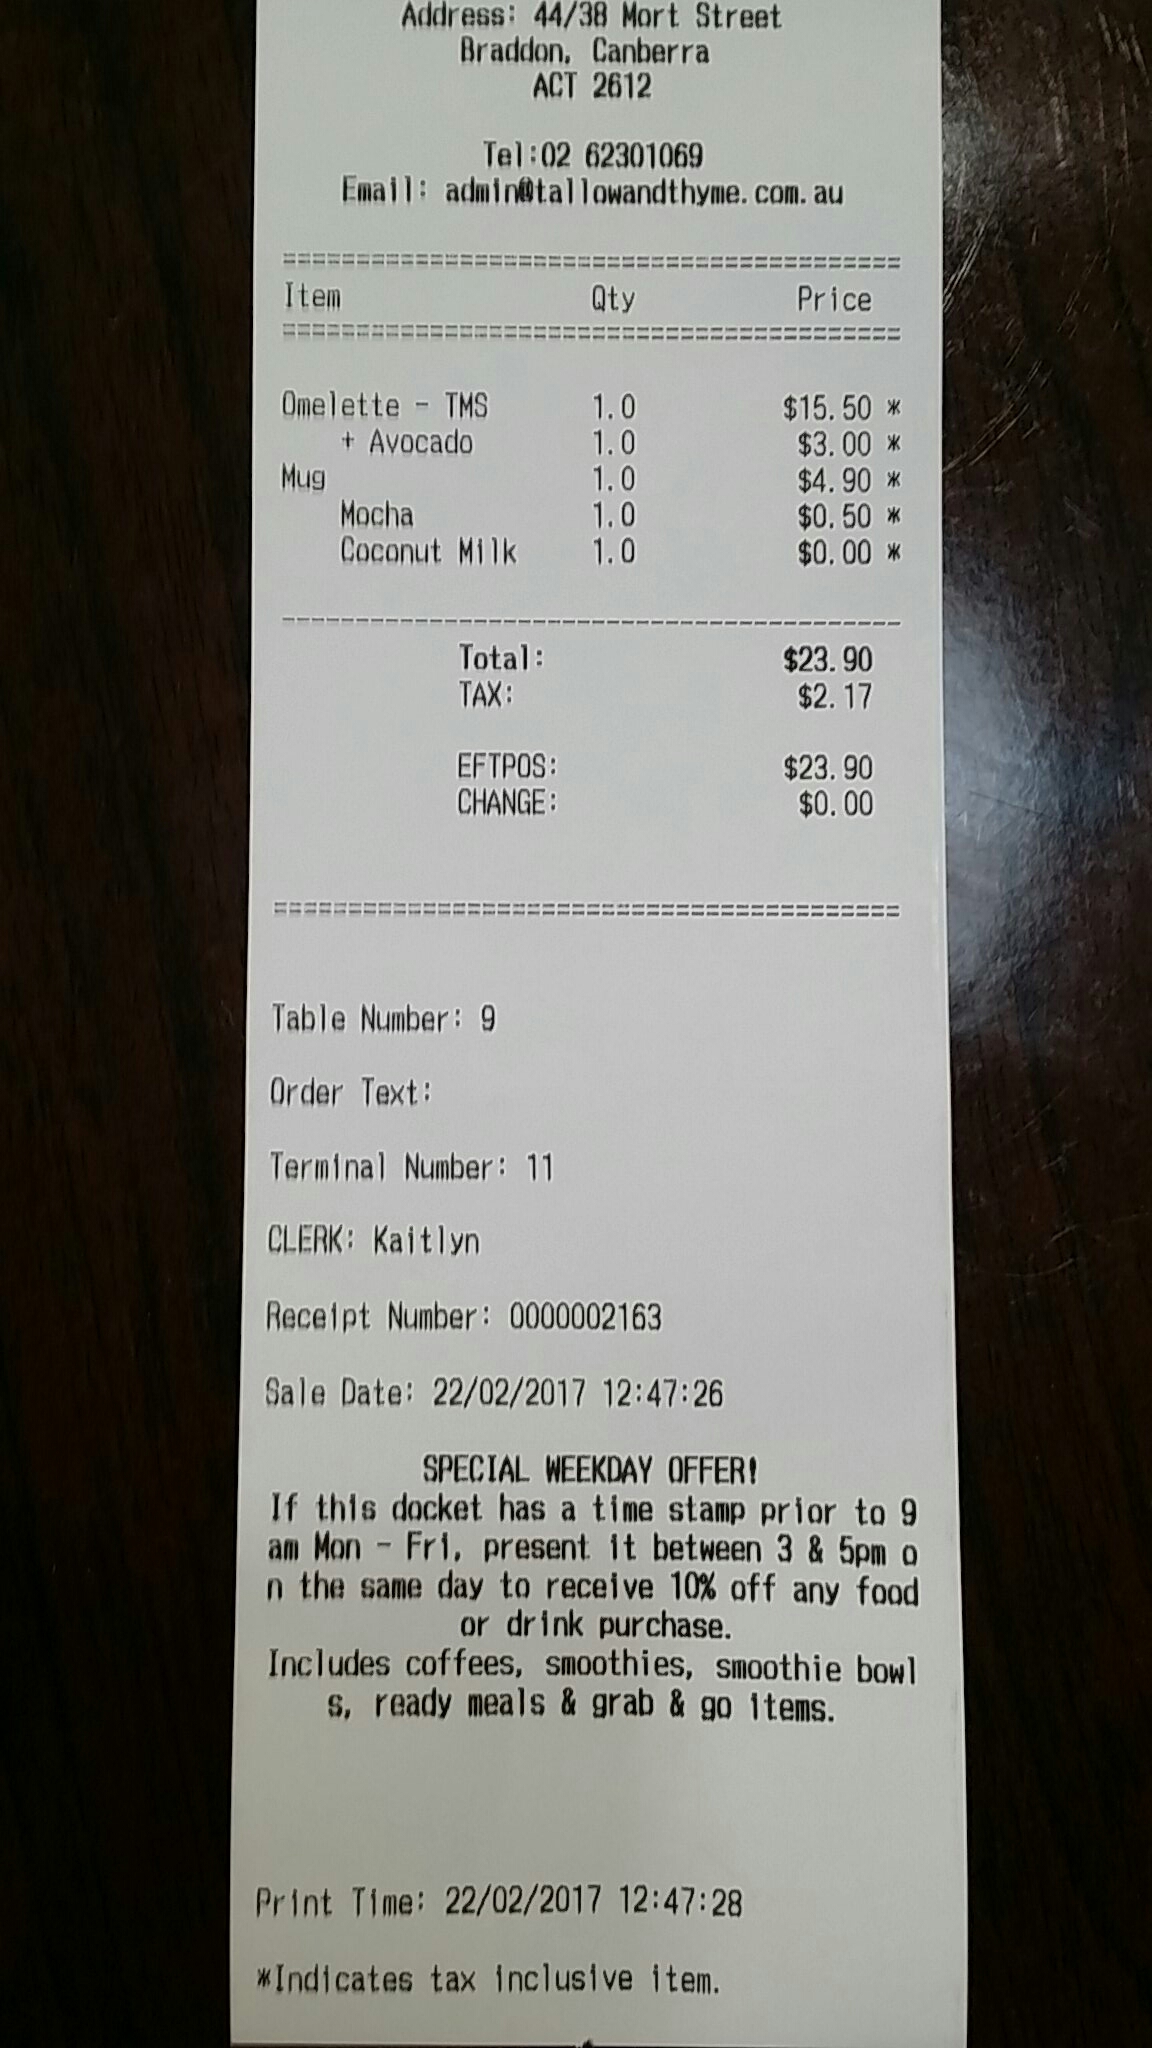 Address: 44/38 Mort Street
Braddon, Canberra
ACT 2612
Tel:02 62301069
Email: admin@tallowandthyme.com.au
========================================
Item Qty Price
========================================
Omelette - TMS 1.0 $15.50 *
+ Avocado 1.0 $3.00 *
Mug 1.0 $4.90 *
Mocha 1.0 $0.50 *
Coconut Milk 1.0 $0.00 *
----------------------------------------
Total: $23.90
TAX: $2.17
EFTPOS: $23.90
CHANGE: $0.00
========================================
Table Number: 9
Order Text:
Terminal Number: 11
CLERK: Kaitlyn
Receipt Number: 0000002163
Sale Date: 22/02/2017 12:47:26
SPECIAL WEEKDAY OFFER!
If this docket has a time stamp prior to 9
am Mon - Fri, present it between 3 & 5pm o
n the same day to receive 10% off any food
or drink purchase.
Includes coffees, smoothies, smoothie bowl
s, ready meals & grab & go items.
Print Time: 22/02/2017 12:47:28
*Indicates tax inclusive item.